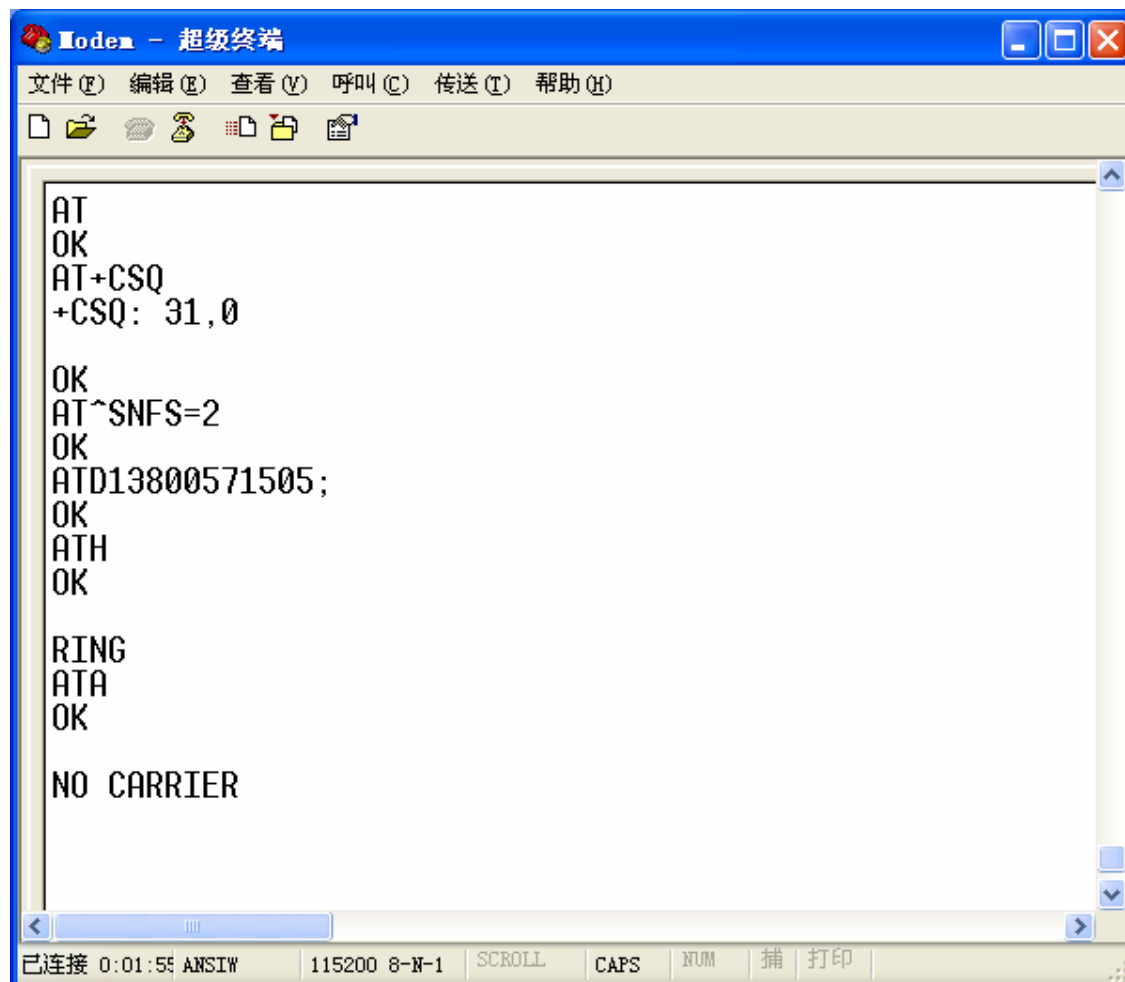 Modem - 超级终端
文件(F) 编辑(E) 查看(V) 呼叫(C) 传送(T) 帮助(H)
AT
OK
AT+CSQ
+CSQ: 31,0
OK
AT^SNFS=2
OK
ATD13800571505;
OK
ATH
OK
RING
ATA
OK
NO CARRIER
已连接 0:01:55 ANSIW 115200 8-N-1 SCROLL CAPS NUM 捕 打印